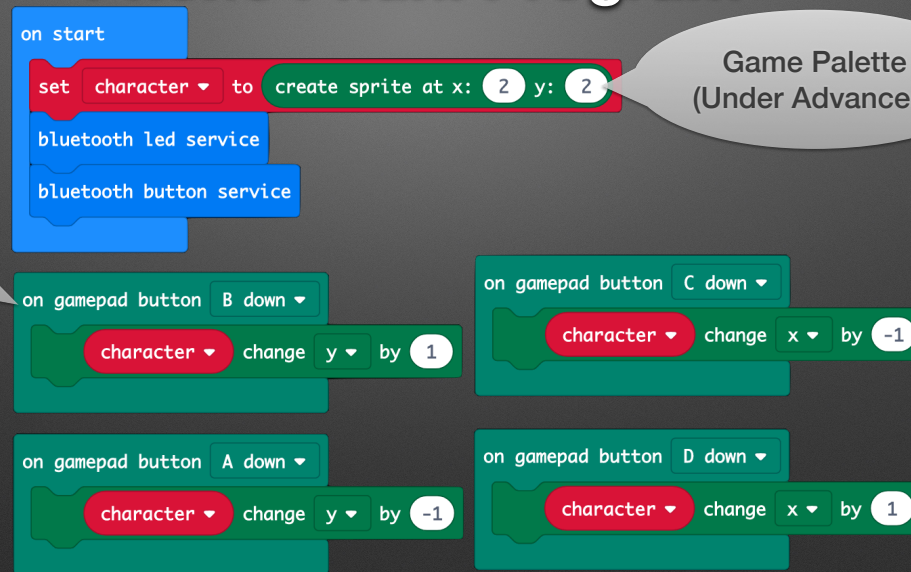 on start
set character to create sprite at x: 2 y: 2
bluetooth led service
bluetooth button service
Game Palette
(Under Advance
on gamepad button B down
character change y by 1
on gamepad button C down
character change x by -1
on gamepad button A down
character change y by -1
on gamepad button D down
character change x by 1